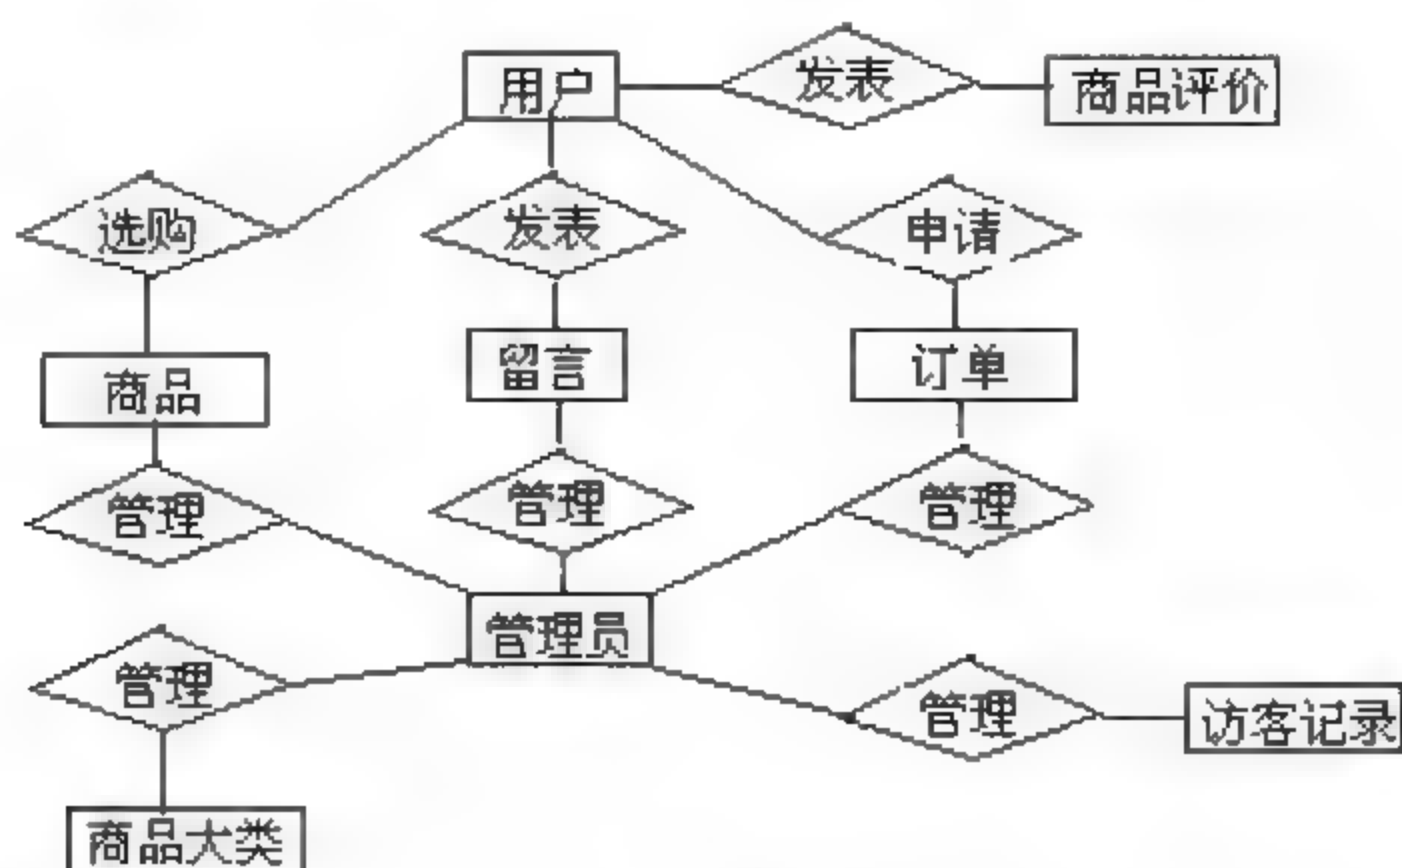 用户
发表
商品评价
选购
发表
申请
商品
留言
订单
管理
管理
管理
管理员
管理
管理
访客记录
商品大类